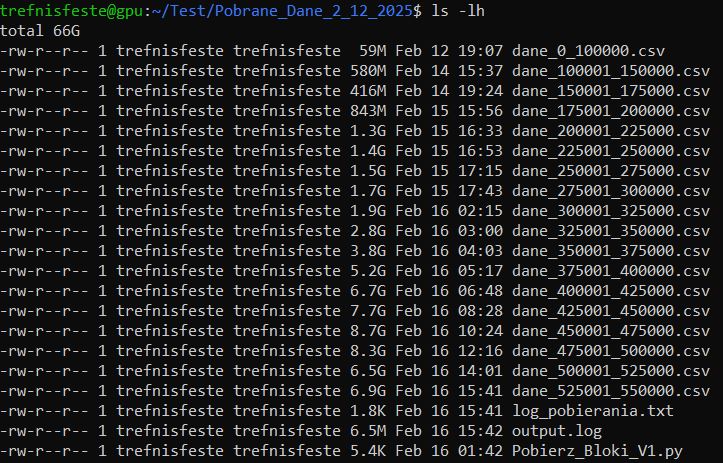 trefnisfeste@gpu:~/Test/Pobrane_Dane_2_12_2025$ ls -lh
total 66G
-rw-r--r-- 1 trefnisfeste trefnisfeste  59M Feb 12 19:07 dane_0_100000.csv
-rw-r--r-- 1 trefnisfeste trefnisfeste 580M Feb 14 15:37 dane_100001_150000.csv
-rw-r--r-- 1 trefnisfeste trefnisfeste 416M Feb 14 19:24 dane_150001_175000.csv
-rw-r--r-- 1 trefnisfeste trefnisfeste 843M Feb 15 15:56 dane_175001_200000.csv
-rw-r--r-- 1 trefnisfeste trefnisfeste 1.3G Feb 15 16:33 dane_200001_225000.csv
-rw-r--r-- 1 trefnisfeste trefnisfeste 1.4G Feb 15 16:53 dane_225001_250000.csv
-rw-r--r-- 1 trefnisfeste trefnisfeste 1.5G Feb 15 17:15 dane_250001_275000.csv
-rw-r--r-- 1 trefnisfeste trefnisfeste 1.7G Feb 15 17:43 dane_275001_300000.csv
-rw-r--r-- 1 trefnisfeste trefnisfeste 1.9G Feb 16 02:15 dane_300001_325000.csv
-rw-r--r-- 1 trefnisfeste trefnisfeste 2.8G Feb 16 03:00 dane_325001_350000.csv
-rw-r--r-- 1 trefnisfeste trefnisfeste 3.8G Feb 16 04:03 dane_350001_375000.csv
-rw-r--r-- 1 trefnisfeste trefnisfeste 5.2G Feb 16 05:17 dane_375001_400000.csv
-rw-r--r-- 1 trefnisfeste trefnisfeste 6.7G Feb 16 06:48 dane_400001_425000.csv
-rw-r--r-- 1 trefnisfeste trefnisfeste 7.7G Feb 16 08:28 dane_425001_450000.csv
-rw-r--r-- 1 trefnisfeste trefnisfeste 8.7G Feb 16 10:24 dane_450001_475000.csv
-rw-r--r-- 1 trefnisfeste trefnisfeste 8.3G Feb 16 12:16 dane_475001_500000.csv
-rw-r--r-- 1 trefnisfeste trefnisfeste 6.5G Feb 16 14:01 dane_500001_525000.csv
-rw-r--r-- 1 trefnisfeste trefnisfeste 6.9G Feb 16 15:41 dane_525001_550000.csv
-rw-r--r-- 1 trefnisfeste trefnisfeste 1.8K Feb 16 15:41 log_pobierania.txt
-rw-r--r-- 1 trefnisfeste trefnisfeste 6.5M Feb 16 15:42 output.log
-rw-r--r-- 1 trefnisfeste trefnisfeste 5.4K Feb 16 01:42 Pobierz_Bloki_V1.py